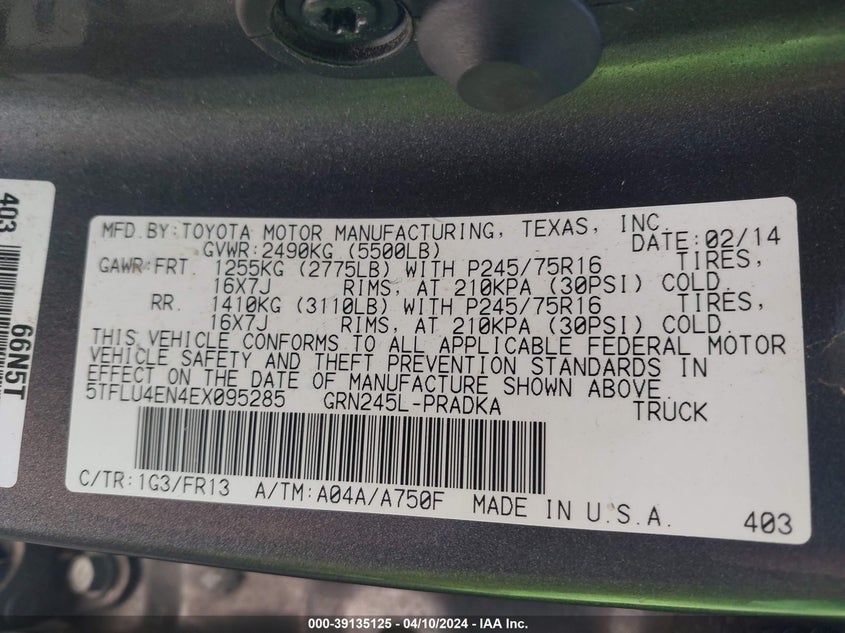 403
66N5T
MFD.BY:TOYOTA MOTOR MANUFACTURING, TEXAS, INC.
GVWR:2490KG (5500LB) DATE:02/14
GAWR:FRT. 1255KG (2775LB) WITH P245/75R16 TIRES,
16X7J RIMS, AT 210KPA (30PSI) COLD.
RR. 1410KG (3110LB) WITH P245/75R16 TIRES,
16X7J RIMS, AT 210KPA (30PSI) COLD.
THIS VEHICLE CONFORMS TO ALL APPLICABLE FEDERAL MOTOR
VEHICLE SAFETY AND THEFT PREVENTION STANDARDS IN
EFFECT ON THE DATE OF MANUFACTURE SHOWN ABOVE.
5TFLU4EN4EX095285 GRN245L-PRADKA TRUCK
C/TR:1G3/FR13 A/TM:A04A/A750F MADE IN U.S.A. 403
000-39135125 - 04/10/2024 - IAA Inc.